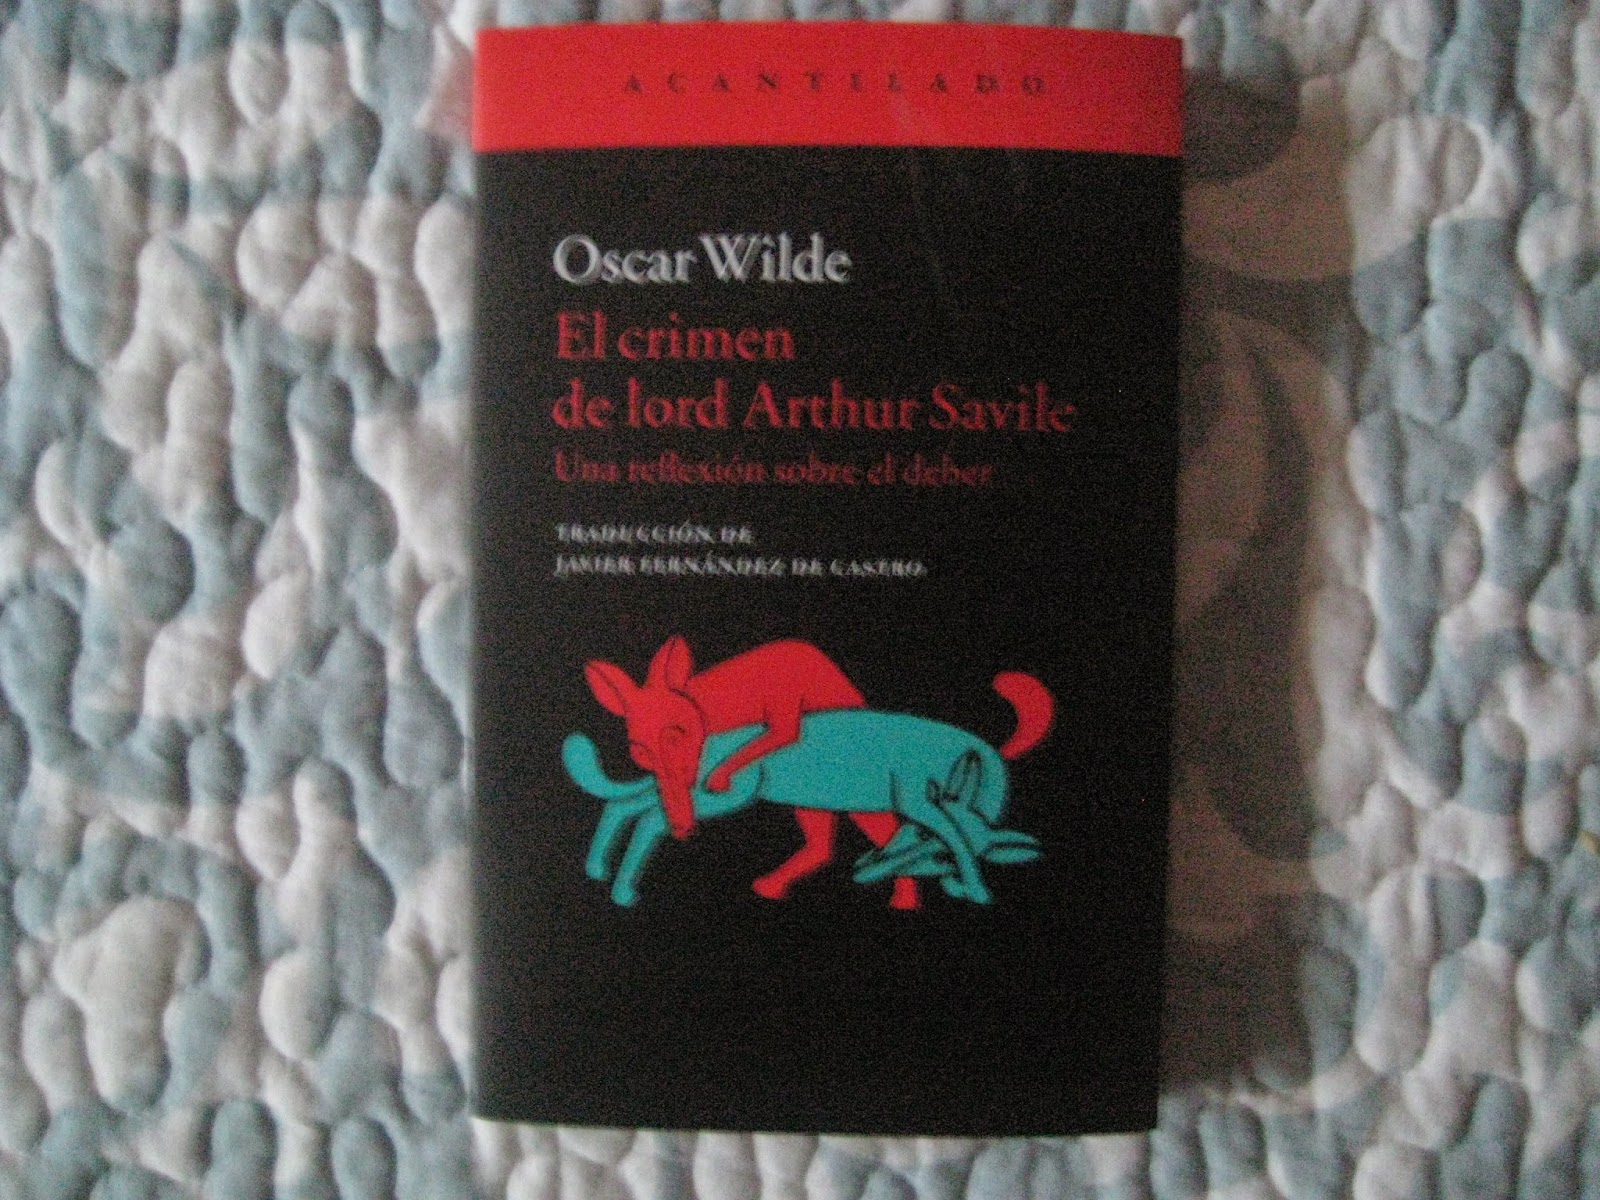 ACANTILADO
Oscar Wilde
El crimen
de lord Arthur Savile
Una reflexión sobre el deber
TRADUCCIÓN DE
JAVIER FERNÁNDEZ DE CASTRO